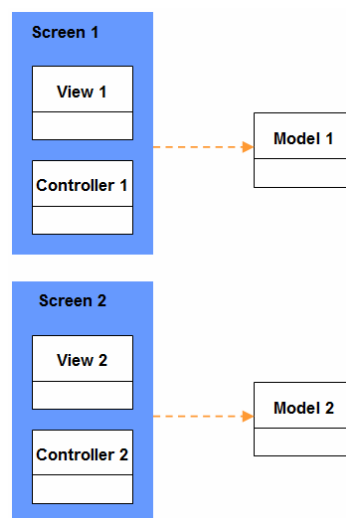 Screen 1
View 1
Model 1
Controller 1
Screen 2
View 2
Model 2
Controller 2